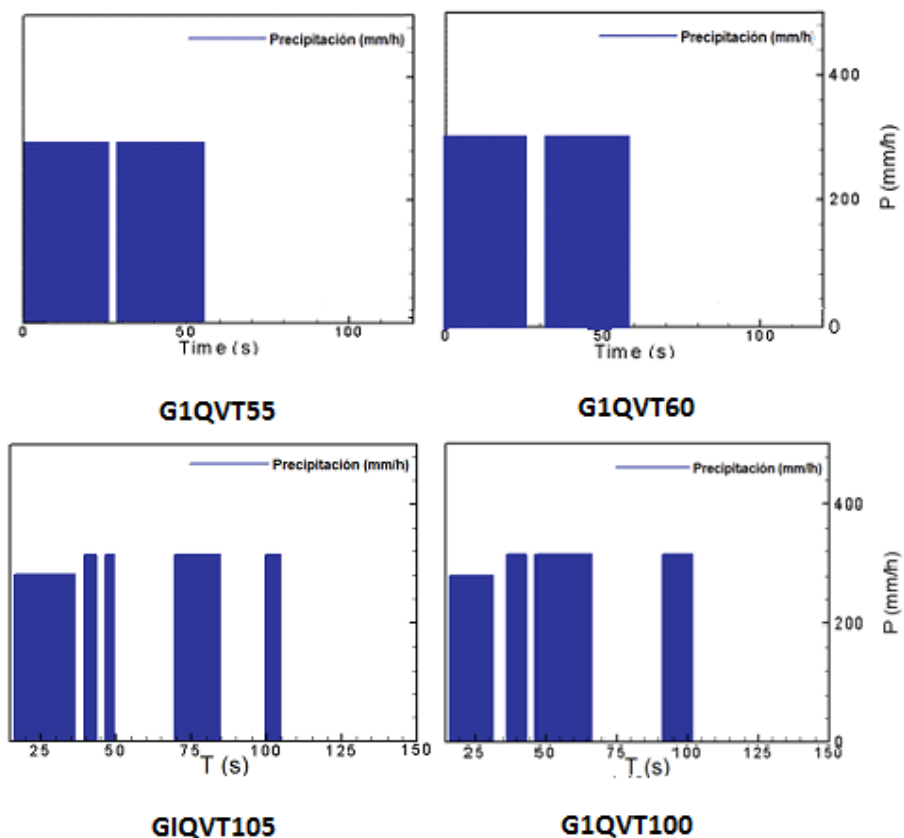 Precipitación (mm/h)
0 50 100
Time (s)
G1QVT55
Precipitación (mm/h)
400
200
0
P (mm/h)
0 50 100
Time (s)
G1QVT60
Precipitación (mm/h)
25 50 75 100 125 150
T (s)
GIQVT105
Precipitación (mm/h)
400
200
0
P (mm/h)
25 50 75 100 125 150
T (s)
G1QVT100